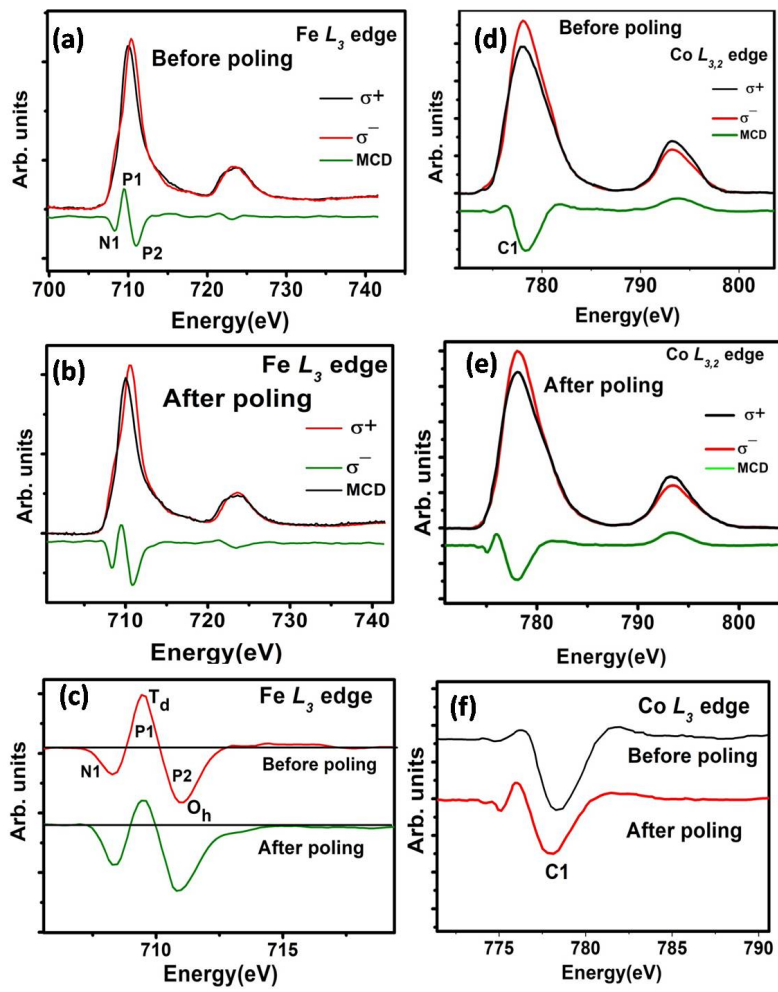 (a)
Fe L3 edge
Before poling
σ+
σ−
MCD
P1
N1
P2
Arb. units
700 710 720 730 740
Energy(eV)
(d)
Before poling
Co L3,2 edge
σ+
σ−
MCD
C1
Arb. units
780 790 800
Energy(eV)
(b)
Fe L3 edge
After poling
σ+
σ−
MCD
Arb. units
710 720 730 740
Energy(eV)
(e)
Co L3,2 edge
After poling
σ+
σ−
MCD
Arb. units
780 790 800
Energy(eV)
(c)
Fe L3 edge
Td
P1
N1
P2
Before poling
Oh
After poling
Arb. units
710 715
Energy(eV)
(f)
Co L3 edge
Before poling
After poling
C1
Arb. units
775 780 785 790
Energy(eV)